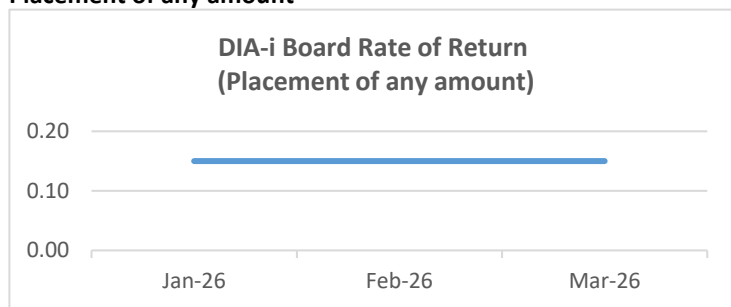 Placement of any amount
DIA-i Board Rate of Return
(Placement of any amount)
0.20
0.10
0.00
Jan-26
Feb-26
Mar-26